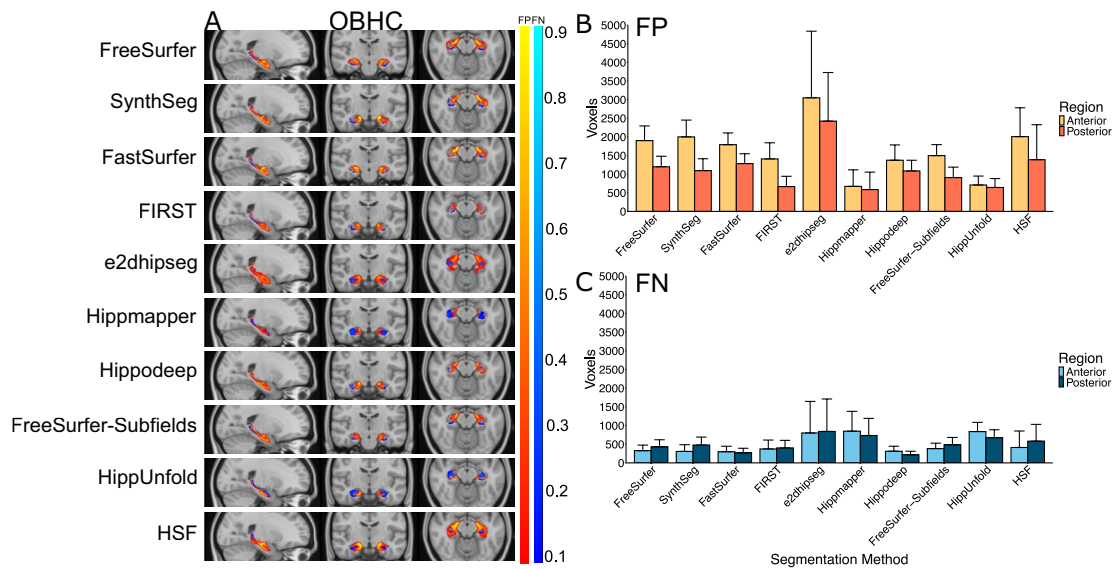 A
OBHC
FreeSurfer
SynthSeg
FastSurfer
FIRST
e2dhipseg
Hippmapper
Hippodeep
FreeSurfer-Subfields
HippUnfold
HSF
FP FN
0.9
0.8
0.7
0.6
0.5
0.4
0.3
0.2
0.1
B FP
Voxels
5000
4500
4000
3500
3000
2500
2000
1500
1000
500
0
FreeSurfer
SynthSeg
FastSurfer
FIRST
e2dhipseg
Hippmapper
Hippodeep
FreeSurfer-Subfields
HippUnfold
HSF
Region
Anterior
Posterior
C FN
Voxels
5000
4500
4000
3500
3000
2500
2000
1500
1000
500
0
FreeSurfer
SynthSeg
FastSurfer
FIRST
e2dhipseg
Hippmapper
Hippodeep
FreeSurfer-Subfields
HippUnfold
HSF
Segmentation Method
Region
Anterior
Posterior